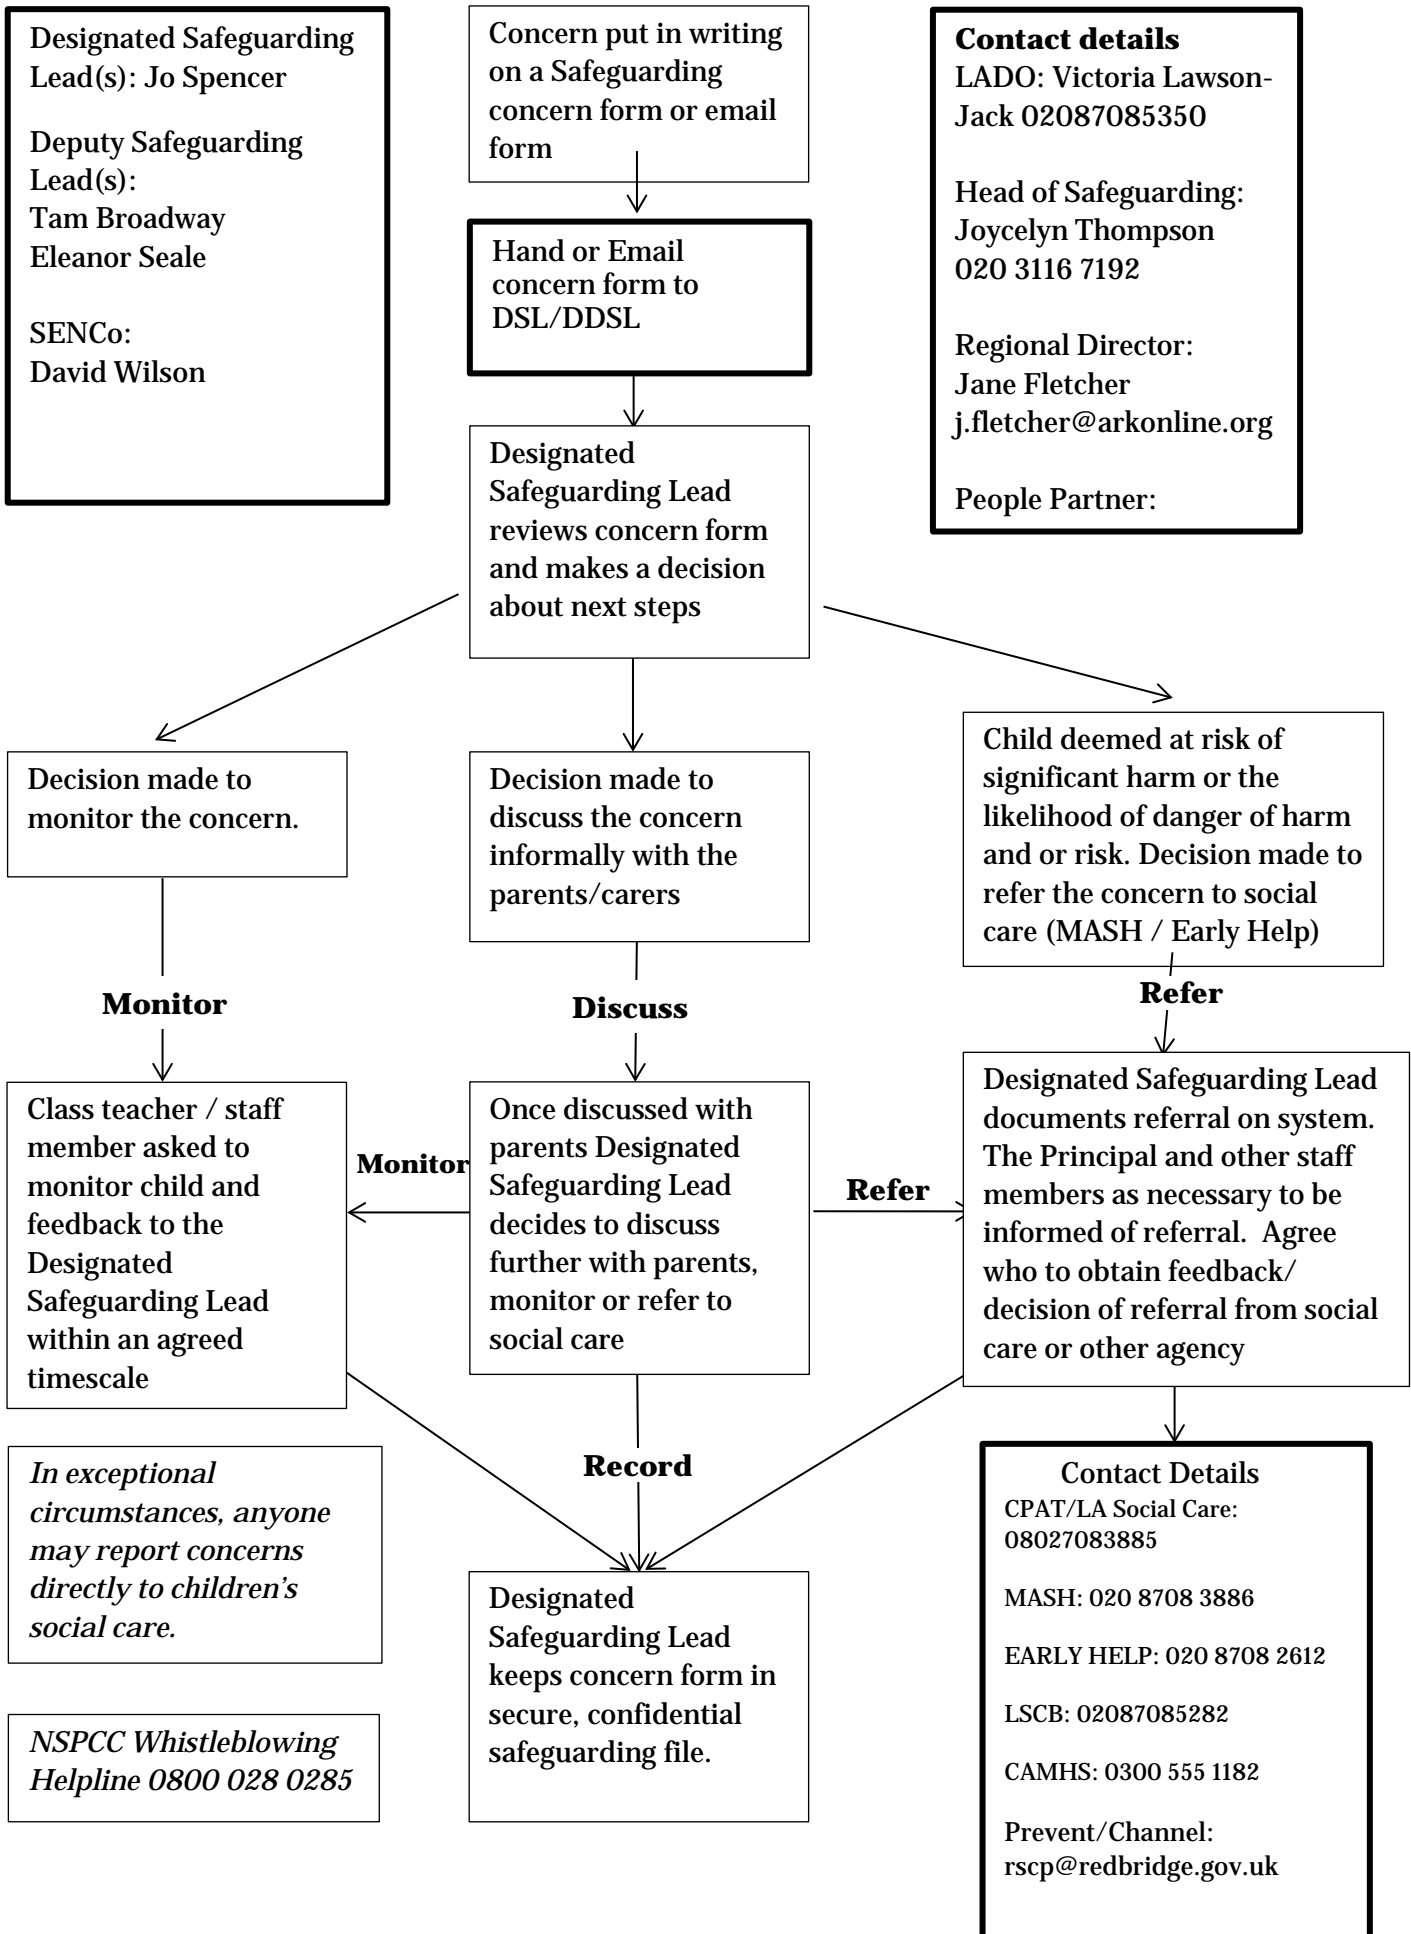 Designated Safeguarding
Lead(s): Jo Spencer
Deputy Safeguarding
Lead(s):
Tam Broadway
Eleanor Seale
SENCo:
David Wilson
Concern put in writing
on a Safeguarding
concern form or email
form
Contact details
LADO: Victoria Lawson-
Jack 02087085350
Head of Safeguarding:
Joycelyn Thompson
020 3116 7192
Regional Director:
Jane Fletcher
j.fletcher@arkonline.org
People Partner:
Hand or Email
concern form to
DSL/DDSL
Designated
Safeguarding Lead
reviews concern form
and makes a decision
about next steps
Decision made to
monitor the concern.
Decision made to
discuss the concern
informally with the
parents/carers
Child deemed at risk of
significant harm or the
likelihood of danger of harm
and or risk. Decision made to
refer the concern to social
care (MASH / Early Help)
Monitor
Discuss
Refer
Class teacher / staff
member asked to
monitor child and
feedback to the
Designated
Safeguarding Lead
within an agreed
timescale
Monitor
Once discussed with
parents Designated
Safeguarding Lead
decides to discuss
further with parents,
monitor or refer to
social care
Refer
Designated Safeguarding Lead
documents referral on system.
The Principal and other staff
members as necessary to be
informed of referral.  Agree
who to obtain feedback/
decision of referral from social
care or other agency
In exceptional
circumstances, anyone
may report concerns
directly to children’s
social care.
Record
Contact Details
CPAT/LA Social Care:
08027083885
MASH: 020 8708 3886
EARLY HELP: 020 8708 2612
LSCB: 02087085282
CAMHS: 0300 555 1182
Prevent/Channel:
rscp@redbridge.gov.uk
Designated
Safeguarding Lead
keeps concern form in
secure, confidential
safeguarding file.
NSPCC Whistleblowing
Helpline 0800 028 0285